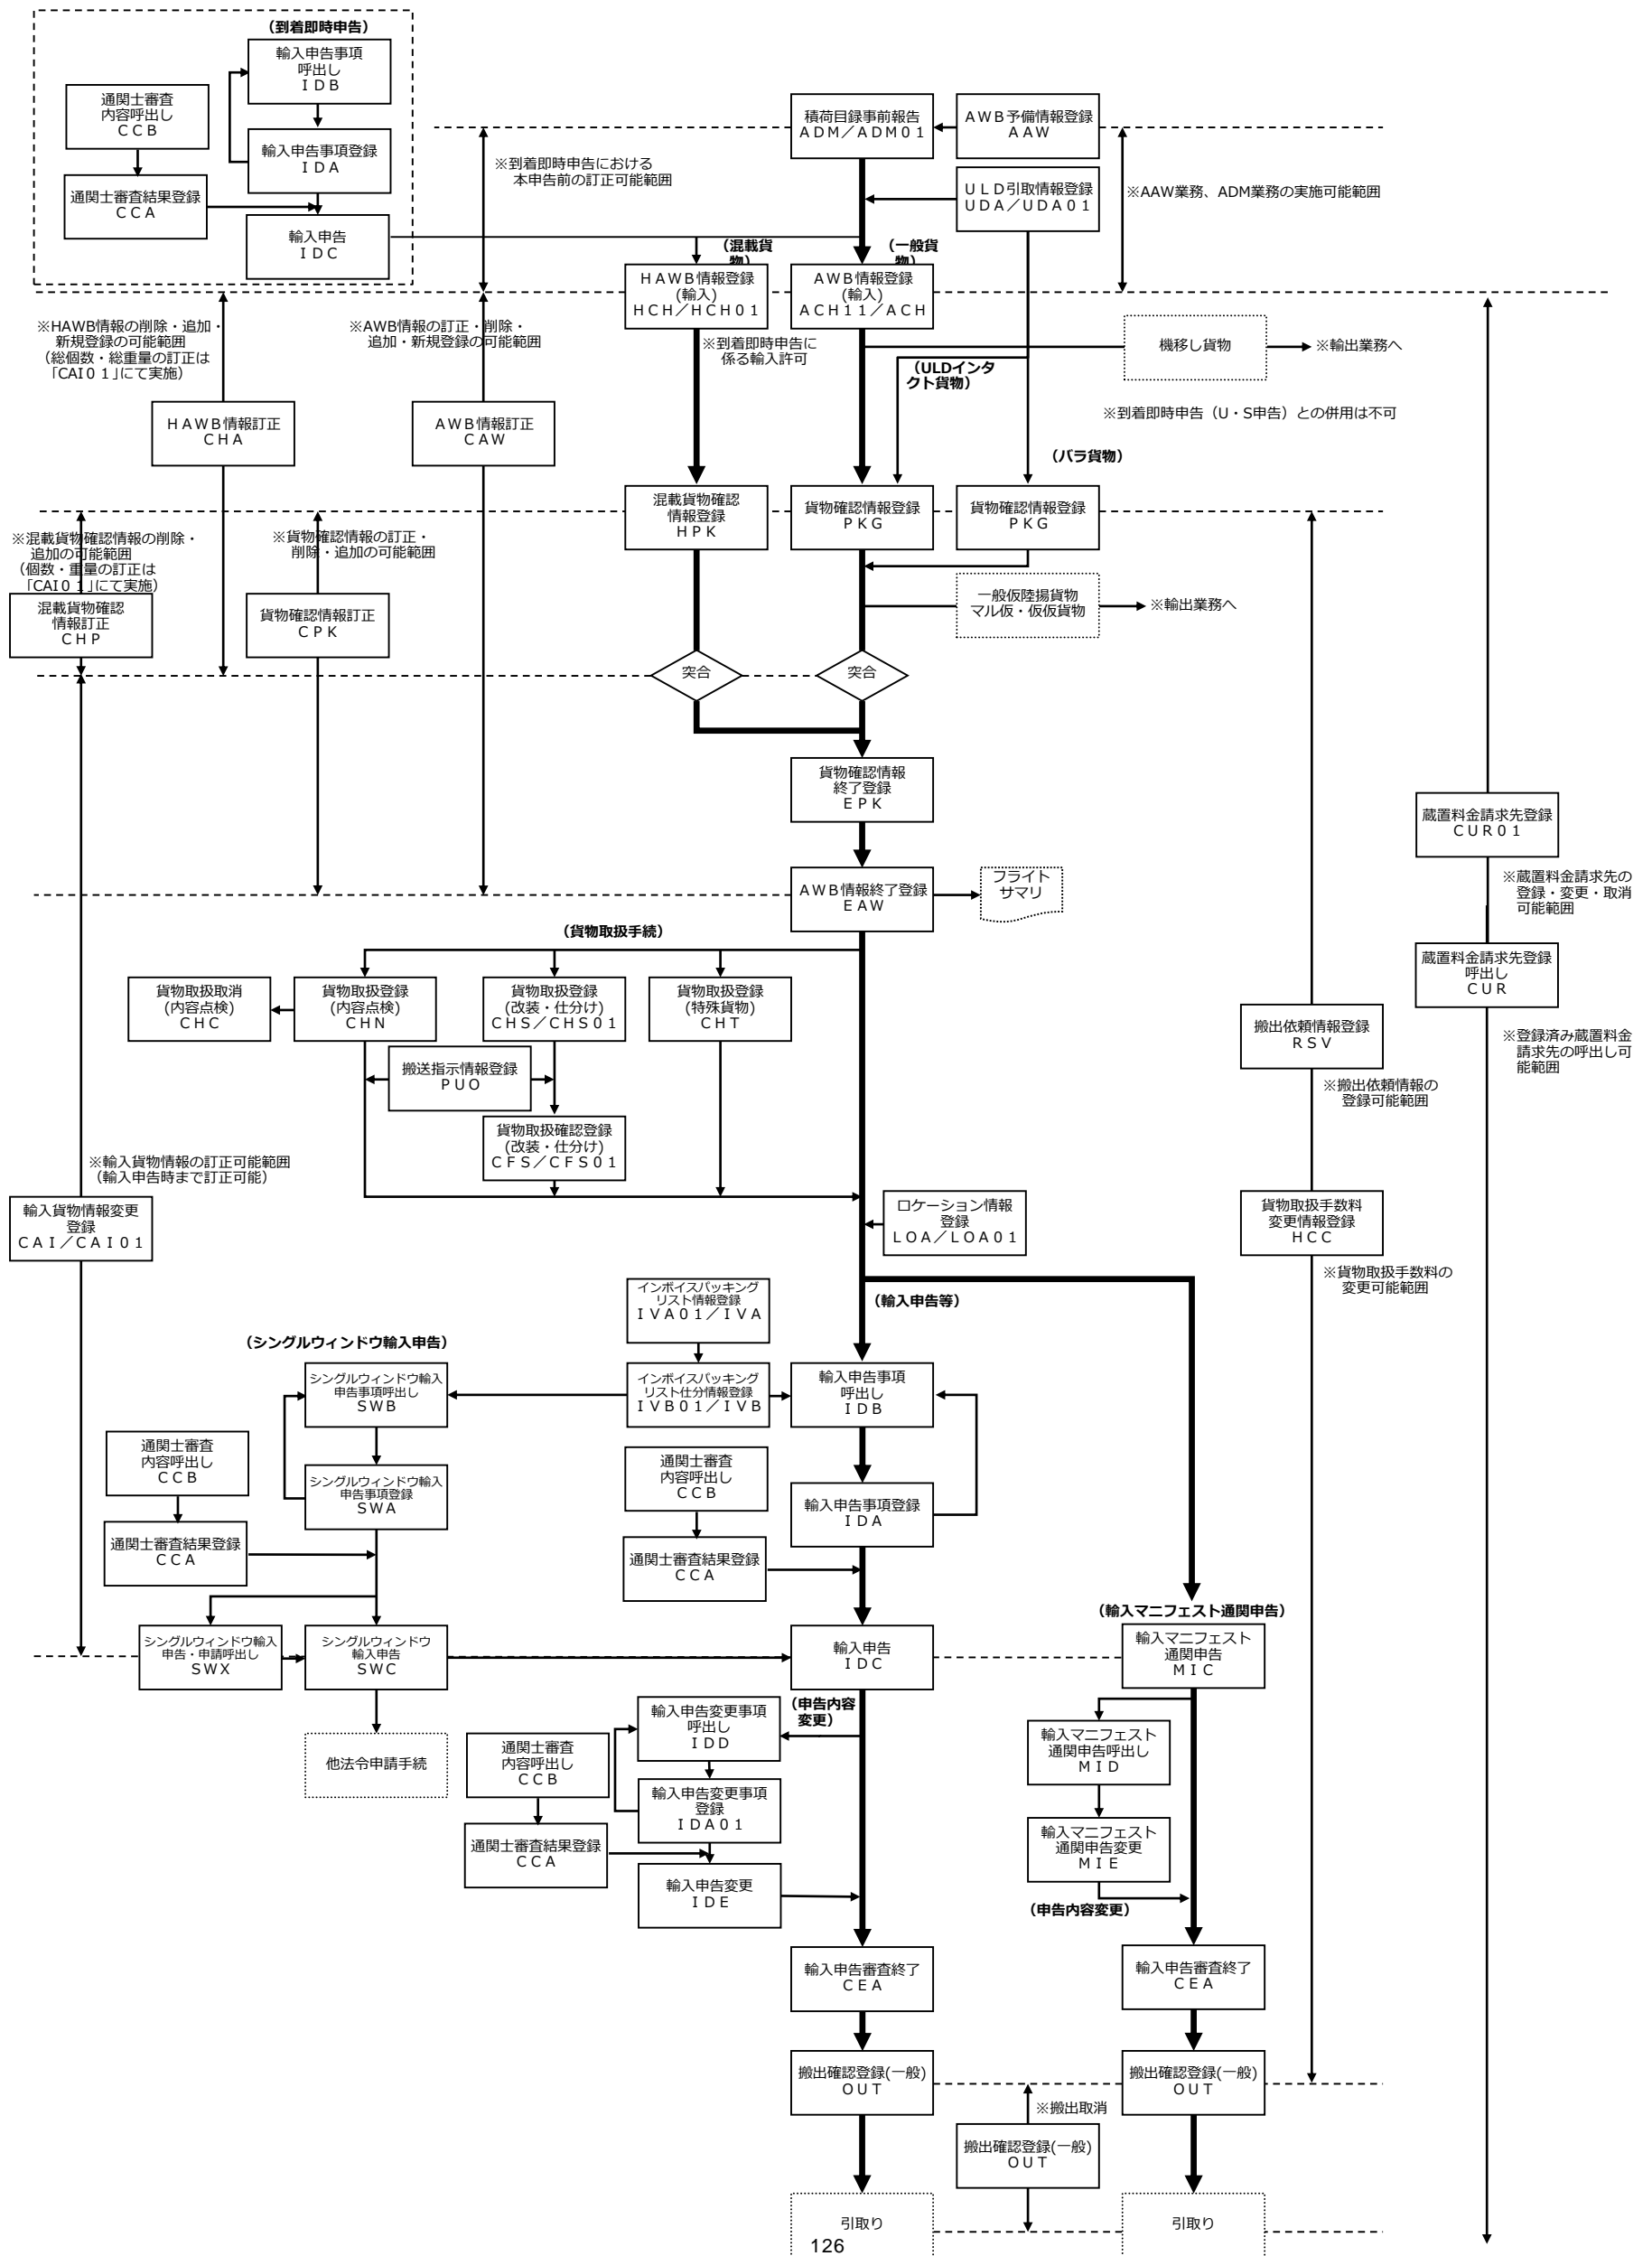 （到着即時申告）
輸入申告事項
呼出し
ＩＤＢ
通関士審査
内容呼出し
ＣＣＢ
輸入申告事項登録
ＩＤＡ
通関士審査結果登録
ＣＣＡ
輸入申告
ＩＤＣ
積荷目録事前報告
ＡＤＭ／ＡＤＭ０１
ＡＷＢ予備情報登録
ＡＡＷ
※到着即時申告における
本申告前の訂正可能範囲
ＵＬＤ引取情報登録
ＵＤＡ／ＵＤＡ０１
※AAW業務、ADM業務の実施可能範囲
（混載貨
物）
（一般貨
物）
ＨＡＷＢ情報登録
(輸入)
ＨＣＨ／ＨＣＨ０１
ＡＷＢ情報登録
(輸入)
ＡＣＨ１１／ＡＣＨ
※HAWB情報の削除・追加・
新規登録の可能範囲
（総個数・総重量の訂正は
「CAI０１」にて実施）
※AWB情報の訂正・削除・
追加・新規登録の可能範囲
※到着即時申告に
係る輸入許可
機移し貨物
※輸出業務へ
（ULDインタ
クト貨物）
※到着即時申告（U・S申告）との併用は不可
ＨＡＷＢ情報訂正
ＣＨＡ
ＡＷＢ情報訂正
ＣＡＷ
（バラ貨物）
混載貨物確認
情報登録
ＨＰＫ
貨物確認情報登録
ＰＫＧ
貨物確認情報登録
ＰＫＧ
※混載貨物確認情報の削除・
追加の可能範囲
（個数・重量の訂正は
「CAI０１」にて実施）
※貨物確認情報の訂正・
削除・追加の可能範囲
混載貨物確認
情報訂正
ＣＨＰ
貨物確認情報訂正
ＣＰＫ
一般仮陸揚貨物
マル仮・仮仮貨物
※輸出業務へ
突合
突合
貨物確認情報
終了登録
ＥＰＫ
蔵置料金請求先登録
ＣＵＲ０１
ＡＷＢ情報終了登録
ＥＡＷ
フライト
サマリ
※蔵置料金請求先の
登録・変更・取消
可能範囲
（貨物取扱手続）
蔵置料金請求先登録
呼出し
ＣＵＲ
貨物取扱取消
(内容点検)
ＣＨＣ
貨物取扱登録
(内容点検)
ＣＨＮ
貨物取扱登録
(改装・仕分け)
ＣＨＳ／ＣＨＳ０１
貨物取扱登録
(特殊貨物)
ＣＨＴ
搬出依頼情報登録
ＲＳＶ
※登録済み蔵置料金
請求先の呼出し可
能範囲
搬送指示情報登録
ＰＵＯ
※搬出依頼情報の
登録可能範囲
貨物取扱確認登録
(改装・仕分け)
ＣＦＳ／ＣＦＳ０１
※輸入貨物情報の訂正可能範囲
（輸入申告時まで訂正可能）
輸入貨物情報変更
登録
ＣＡＩ／ＣＡＩ０１
ロケーション情報
登録
ＬＯＡ／ＬＯＡ０１
貨物取扱手数料
変更情報登録
ＨＣＣ
※貨物取扱手数料の
変更可能範囲
インボイスパッキング
リスト情報登録
ＩＶＡ０１／ＩＶＡ
（輸入申告等）
（シングルウィンドウ輸入申告）
シングルウィンドウ輸入
申告事項呼出し
ＳＷＢ
インボイスパッキング
リスト仕分情報登録
ＩＶＢ０１／ＩＶＢ
輸入申告事項
呼出し
ＩＤＢ
通関士審査
内容呼出し
ＣＣＢ
シングルウィンドウ輸入
申告事項登録
ＳＷＡ
通関士審査
内容呼出し
ＣＣＢ
輸入申告事項登録
ＩＤＡ
通関士審査結果登録
ＣＣＡ
通関士審査結果登録
ＣＣＡ
（輸入マニフェスト通関申告）
シングルウィンドウ輸入
申告・申請呼出し
ＳＷＸ
シングルウィンドウ
輸入申告
ＳＷＣ
輸入申告
ＩＤＣ
輸入マニフェスト
通関申告
ＭＩＣ
（申告内容
変更）
輸入申告変更事項
呼出し
ＩＤＤ
輸入マニフェスト
通関申告呼出し
ＭＩＤ
他法令申請手続
通関士審査
内容呼出し
ＣＣＢ
輸入申告変更事項
登録
ＩＤＡ０１
輸入マニフェスト
通関申告変更
ＭＩＥ
通関士審査結果登録
ＣＣＡ
輸入申告変更
ＩＤＥ
（申告内容変更）
輸入申告審査終了
ＣＥＡ
輸入申告審査終了
ＣＥＡ
搬出確認登録(一般)
ＯＵＴ
搬出確認登録(一般)
ＯＵＴ
※搬出取消
搬出確認登録(一般)
ＯＵＴ
引取り
引取り
126